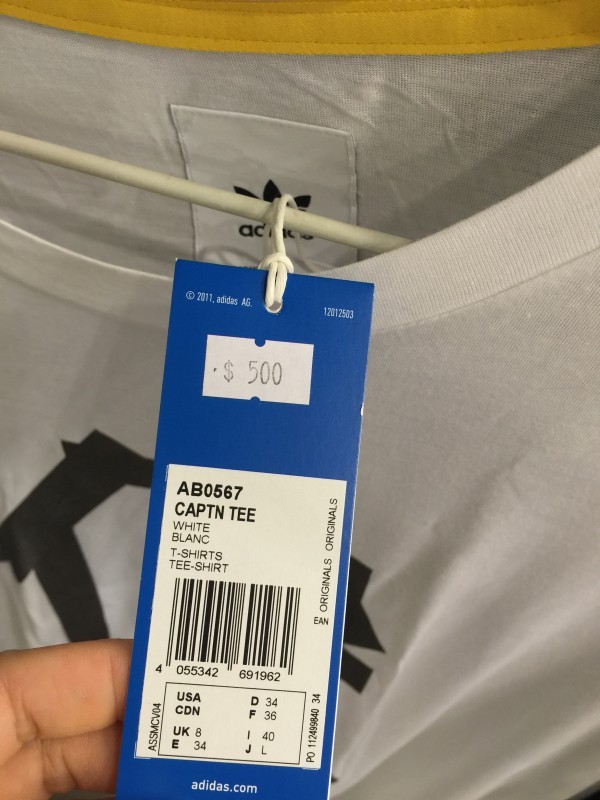 adidas
© 2011, adidas AG.
12012503
$ 500
AB0567
CAPTN TEE
WHITE
BLANC
T-SHIRTS
TEE-SHIRT
ORIGINALS ORIGINALS
EAN
4 055342 691962
ASSMCV04
USA
CDN
UK 8
E 34
D 34
F 36
I 40
J L
PO 112499840 34
adidas.com